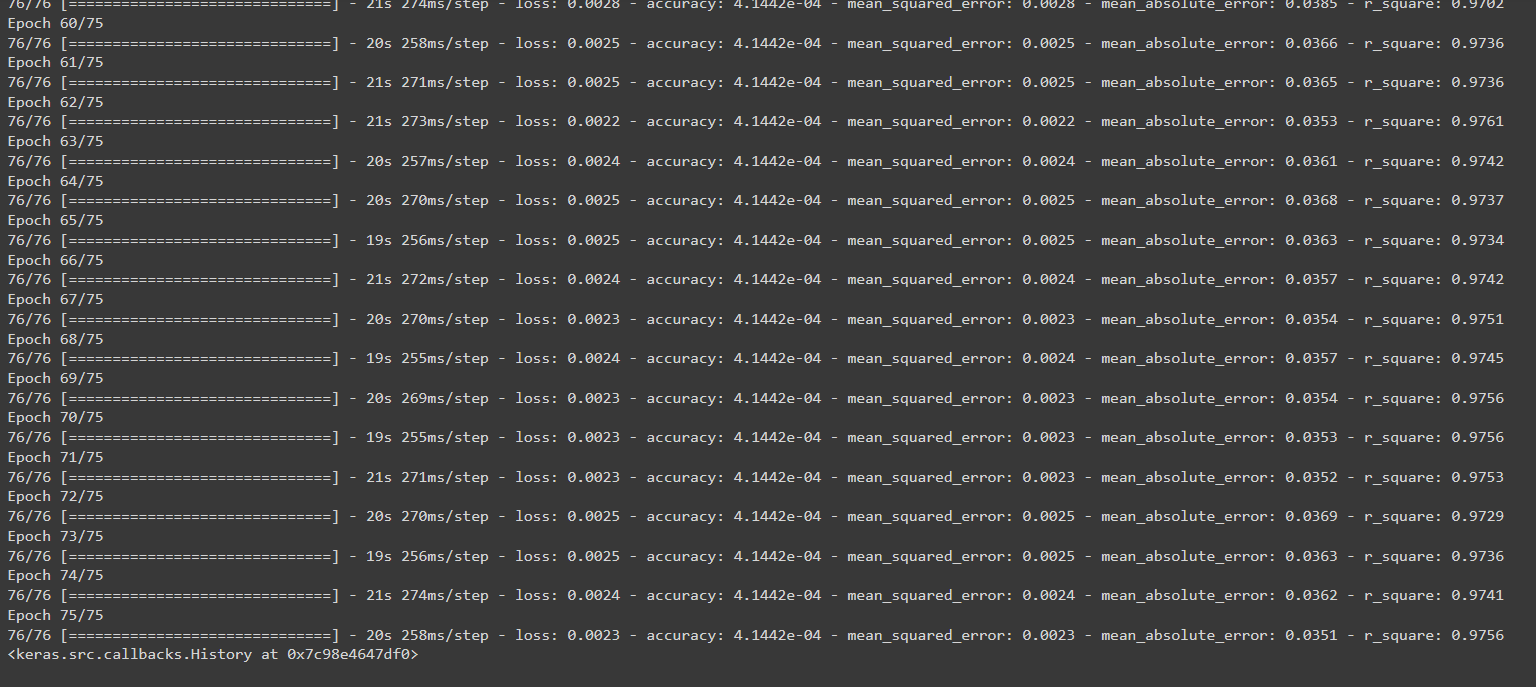 76/76 [==============================] - 21s 274ms/step - loss: 0.0028 - accuracy: 4.1442e-04 - mean_squared_error: 0.0028 - mean_absolute_error: 0.0385 - r_square: 0.9702
Epoch 60/75
76/76 [==============================] - 20s 258ms/step - loss: 0.0025 - accuracy: 4.1442e-04 - mean_squared_error: 0.0025 - mean_absolute_error: 0.0366 - r_square: 0.9736
Epoch 61/75
76/76 [==============================] - 21s 271ms/step - loss: 0.0025 - accuracy: 4.1442e-04 - mean_squared_error: 0.0025 - mean_absolute_error: 0.0365 - r_square: 0.9736
Epoch 62/75
76/76 [==============================] - 21s 273ms/step - loss: 0.0022 - accuracy: 4.1442e-04 - mean_squared_error: 0.0022 - mean_absolute_error: 0.0353 - r_square: 0.9761
Epoch 63/75
76/76 [==============================] - 20s 257ms/step - loss: 0.0024 - accuracy: 4.1442e-04 - mean_squared_error: 0.0024 - mean_absolute_error: 0.0361 - r_square: 0.9742
Epoch 64/75
76/76 [==============================] - 20s 270ms/step - loss: 0.0025 - accuracy: 4.1442e-04 - mean_squared_error: 0.0025 - mean_absolute_error: 0.0368 - r_square: 0.9737
Epoch 65/75
76/76 [==============================] - 19s 256ms/step - loss: 0.0025 - accuracy: 4.1442e-04 - mean_squared_error: 0.0025 - mean_absolute_error: 0.0363 - r_square: 0.9734
Epoch 66/75
76/76 [==============================] - 21s 272ms/step - loss: 0.0024 - accuracy: 4.1442e-04 - mean_squared_error: 0.0024 - mean_absolute_error: 0.0357 - r_square: 0.9742
Epoch 67/75
76/76 [==============================] - 20s 270ms/step - loss: 0.0023 - accuracy: 4.1442e-04 - mean_squared_error: 0.0023 - mean_absolute_error: 0.0354 - r_square: 0.9751
Epoch 68/75
76/76 [==============================] - 19s 255ms/step - loss: 0.0024 - accuracy: 4.1442e-04 - mean_squared_error: 0.0024 - mean_absolute_error: 0.0357 - r_square: 0.9745
Epoch 69/75
76/76 [==============================] - 20s 269ms/step - loss: 0.0023 - accuracy: 4.1442e-04 - mean_squared_error: 0.0023 - mean_absolute_error: 0.0354 - r_square: 0.9756
Epoch 70/75
76/76 [==============================] - 19s 255ms/step - loss: 0.0023 - accuracy: 4.1442e-04 - mean_squared_error: 0.0023 - mean_absolute_error: 0.0353 - r_square: 0.9756
Epoch 71/75
76/76 [==============================] - 21s 271ms/step - loss: 0.0023 - accuracy: 4.1442e-04 - mean_squared_error: 0.0023 - mean_absolute_error: 0.0352 - r_square: 0.9753
Epoch 72/75
76/76 [==============================] - 20s 270ms/step - loss: 0.0025 - accuracy: 4.1442e-04 - mean_squared_error: 0.0025 - mean_absolute_error: 0.0369 - r_square: 0.9729
Epoch 73/75
76/76 [==============================] - 19s 256ms/step - loss: 0.0025 - accuracy: 4.1442e-04 - mean_squared_error: 0.0025 - mean_absolute_error: 0.0363 - r_square: 0.9736
Epoch 74/75
76/76 [==============================] - 21s 274ms/step - loss: 0.0024 - accuracy: 4.1442e-04 - mean_squared_error: 0.0024 - mean_absolute_error: 0.0362 - r_square: 0.9741
Epoch 75/75
76/76 [==============================] - 20s 258ms/step - loss: 0.0023 - accuracy: 4.1442e-04 - mean_squared_error: 0.0023 - mean_absolute_error: 0.0351 - r_square: 0.9756
<keras.src.callbacks.History at 0x7c98e4647df0>